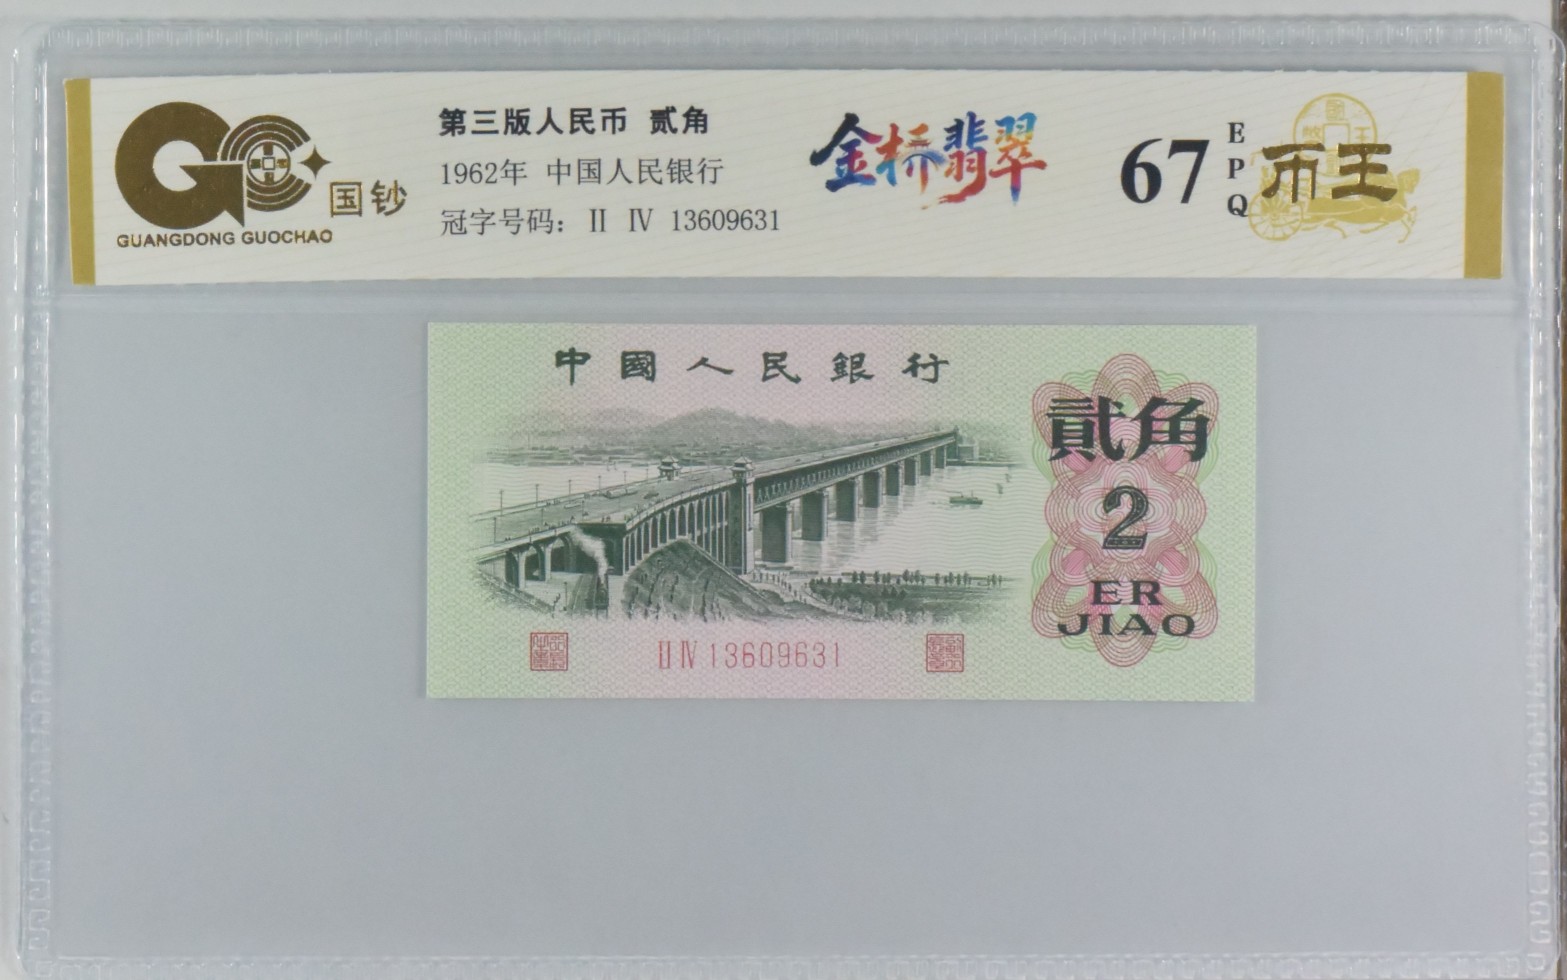 第三版人民币 贰角
1962年 中国人民银行
冠字号码: II IV 13609631
国钞
GUANGDONG GUOCHAO
金桥翡翠
67
EPQ
币王
中國人民銀行
貳角
2
ER
JIAO
II IV 13609631